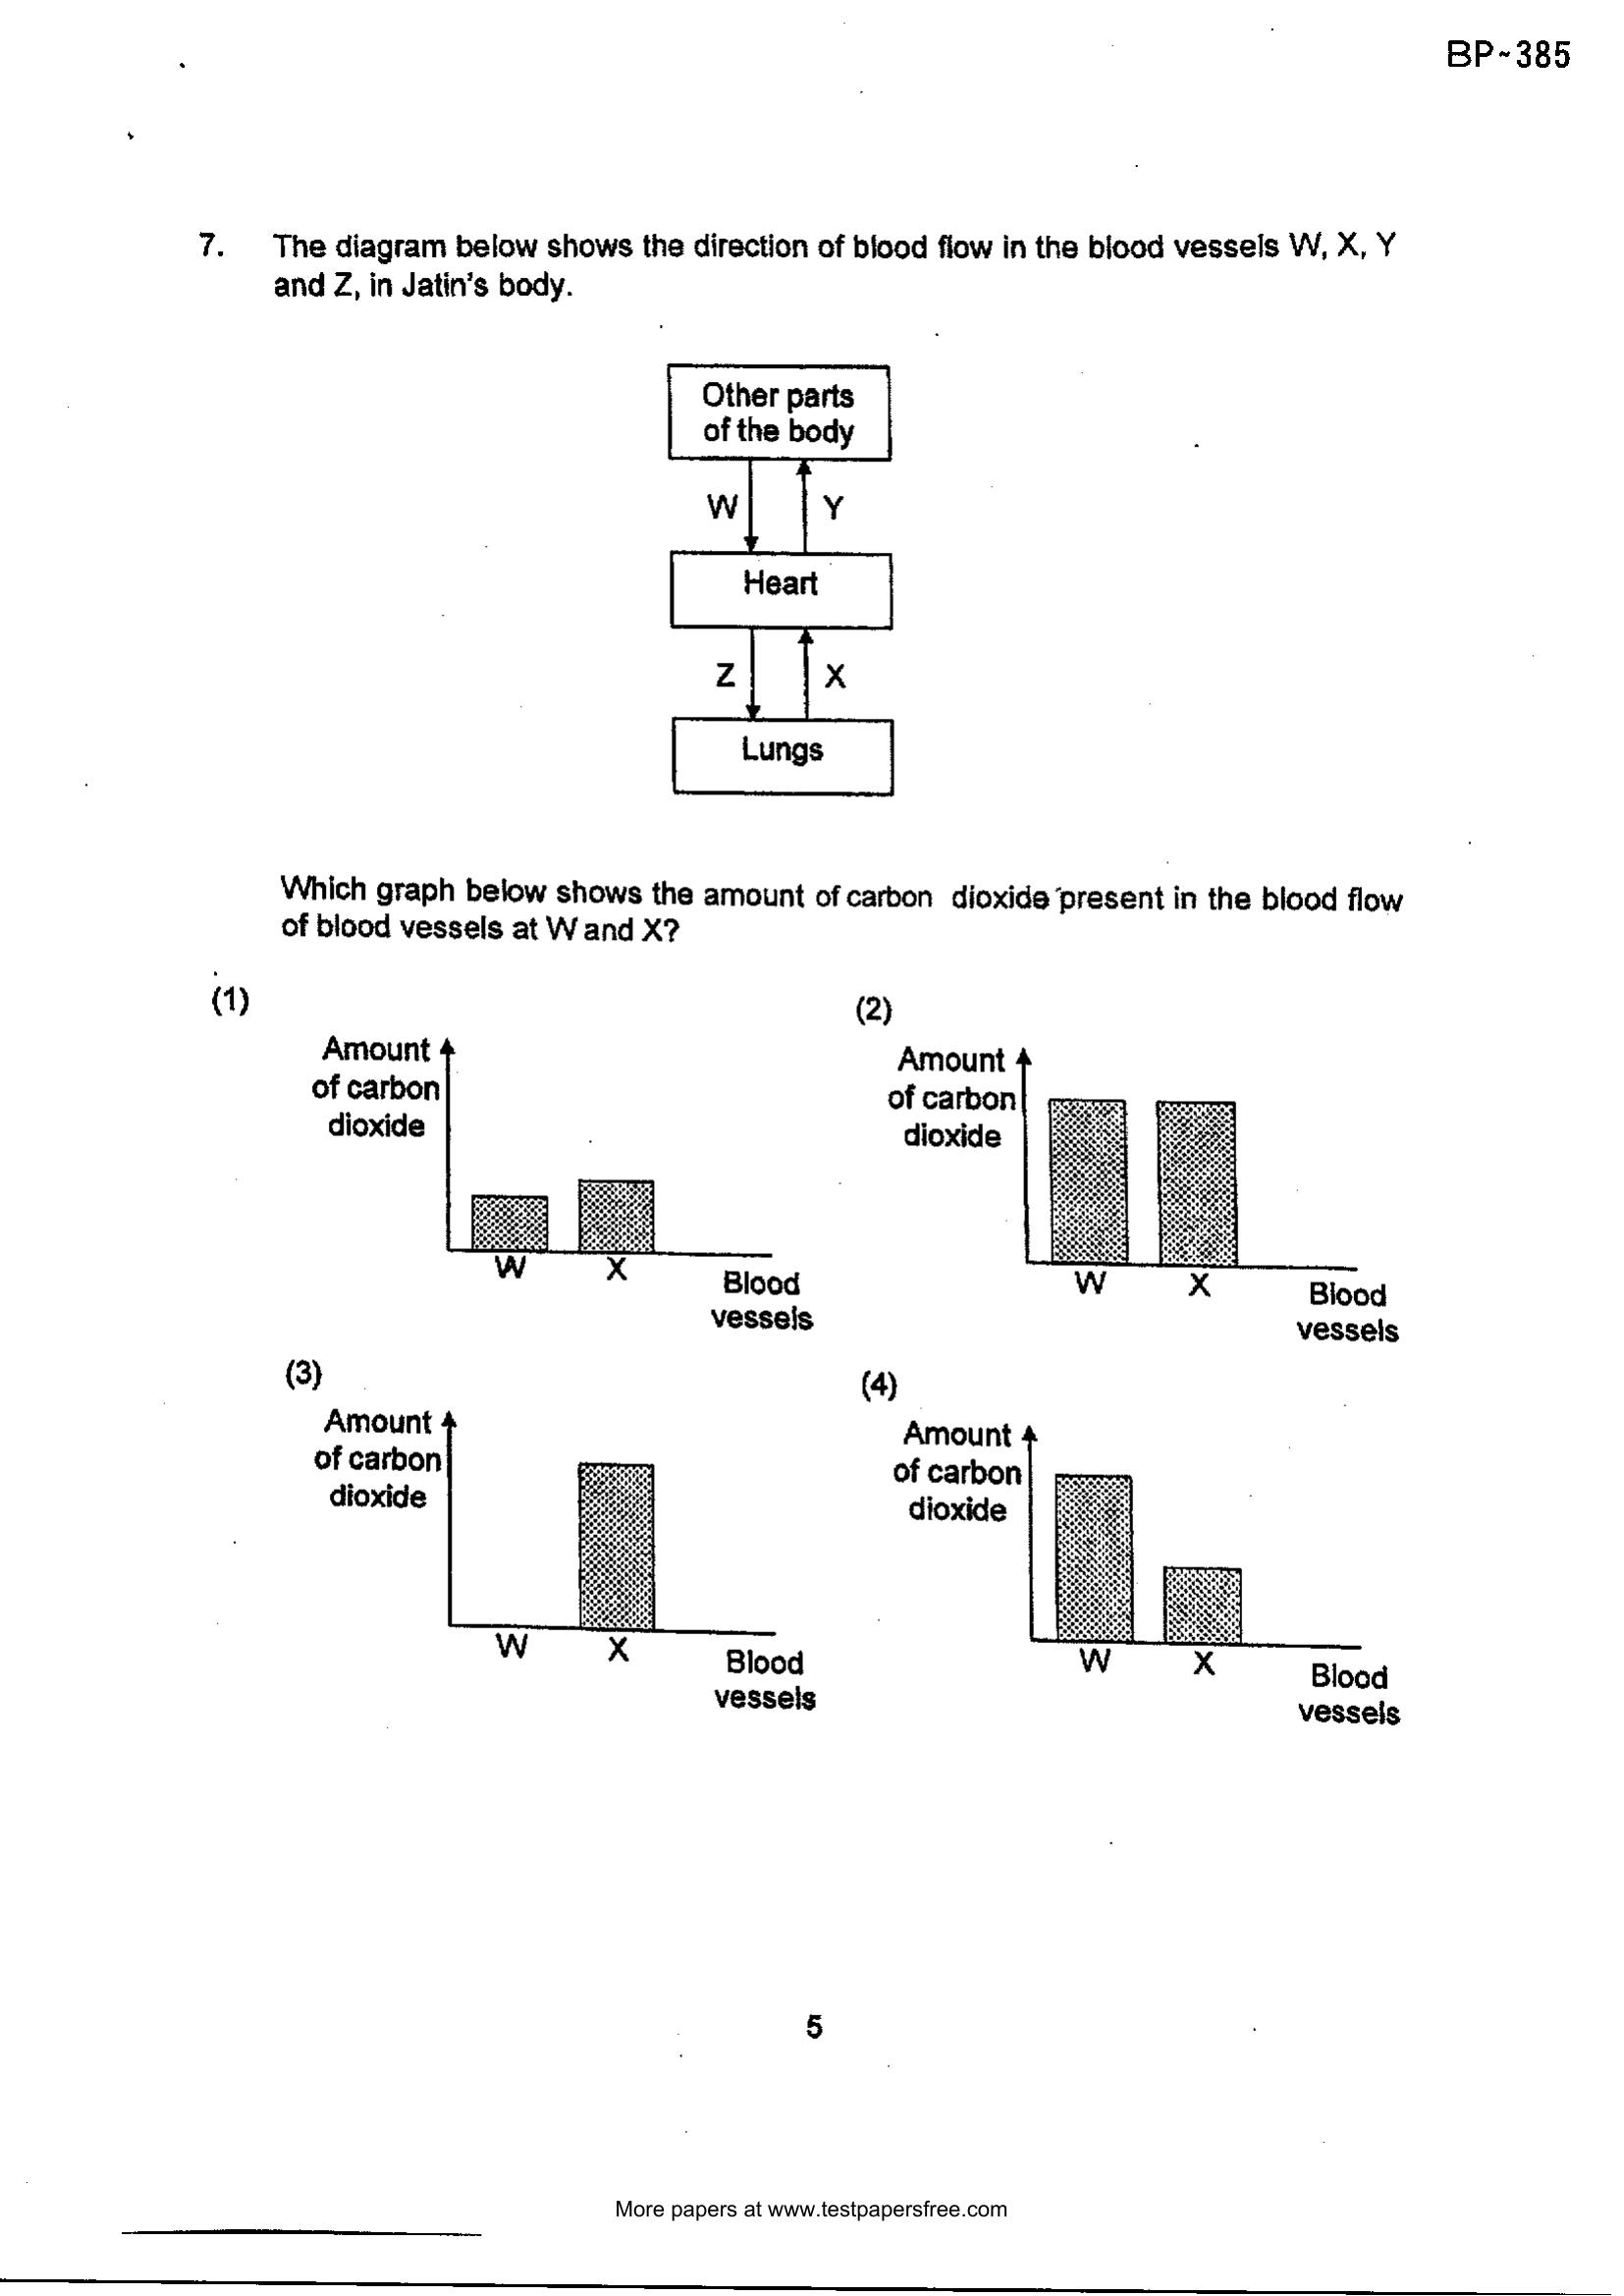 BP~385
7. The diagram below shows the direction of blood flow in the blood vessels W, X, Y
and Z, in Jatin's body.
Other parts
of the body
W
Y
Heart
Z
X
Lungs
Which graph below shows the amount of carbon dioxide present in the blood flow
of blood vessels at W and X?
(1)
Amount
of carbon
dioxide
W
X
Blood
vessels
(2)
Amount
of carbon
dioxide
W
X
Blood
vessels
(3)
Amount
of carbon
dioxide
W
X
Blood
vessels
(4)
Amount
of carbon
dioxide
W
X
Blood
vessels
5
More papers at www.testpapersfree.com